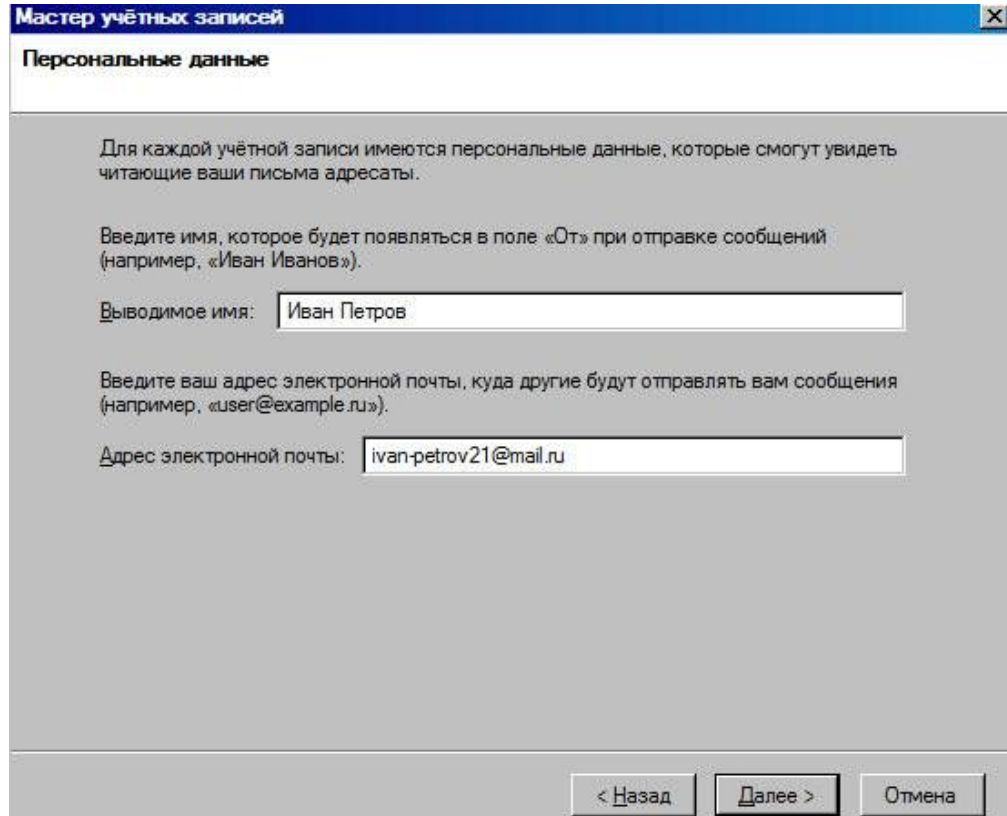 Мастер учётных записей
Персональные данные
Для каждой учётной записи имеются персональные данные, которые смогут увидеть
читающие ваши письма адресаты.
Введите имя, которое будет появляться в поле «От» при отправке сообщений
(например, «Иван Иванов»).
Выводимое имя: Иван Петров
Введите ваш адрес электронной почты, куда другие будут отправлять вам сообщения
(например, «user@example.ru»).
Адрес электронной почты: ivan-petrov21@mail.ru
< Назад Далее > Отмена